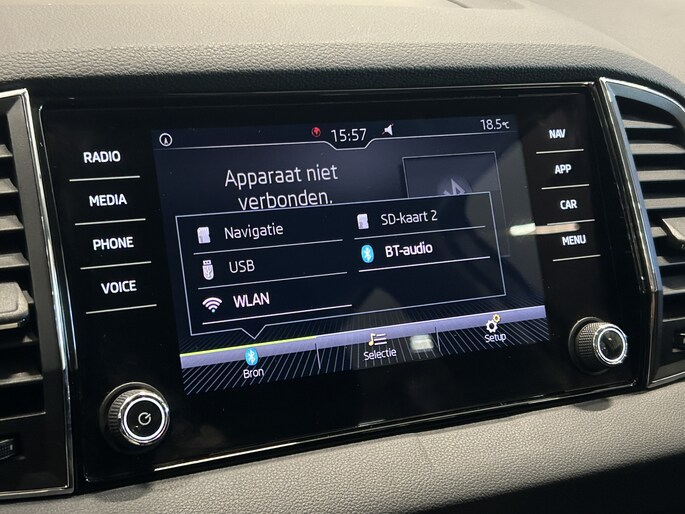 RADIO
MEDIA
PHONE
VOICE
15:57
18.5°C
Apparaat niet
verbonden.
Navigatie
SD-kaart 2
USB
BT-audio
WLAN
Bron
Selectie
Setup
NAV
APP
CAR
MENU